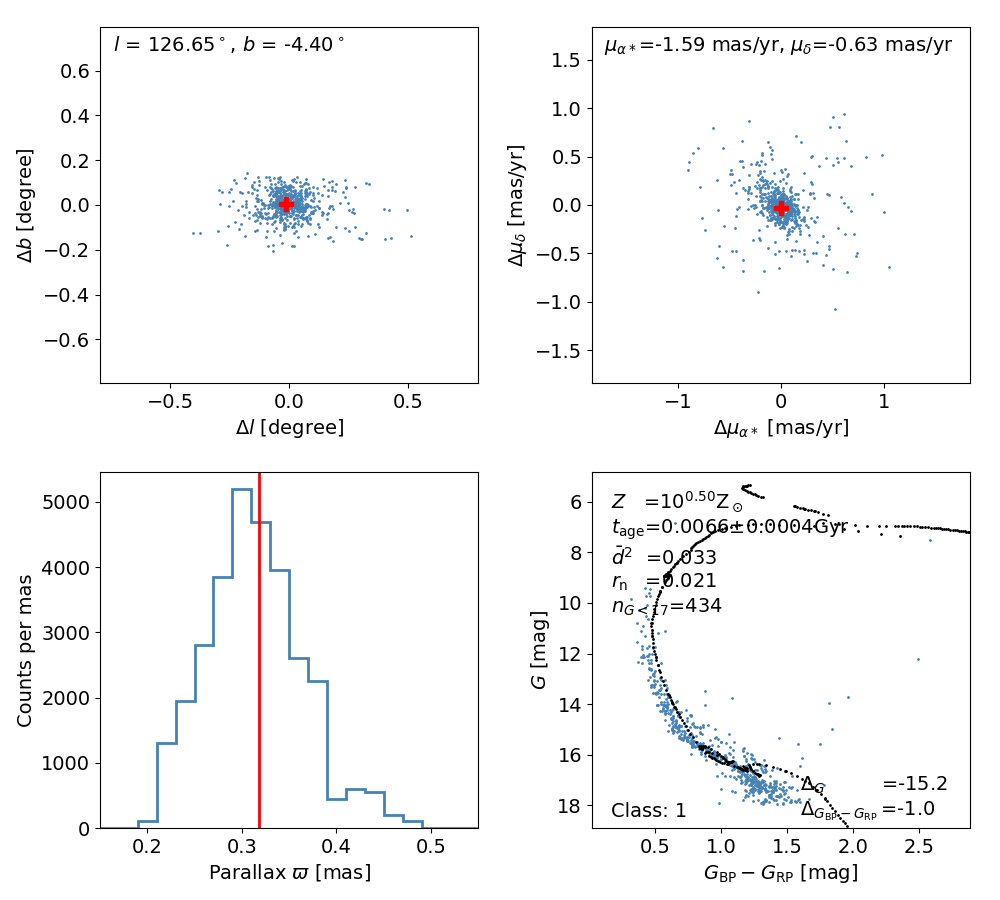 l = 126.65°, b = -4.40°
0.6
0.4
0.2
0.0
−0.2
−0.4
−0.6
Δb [degree]
−0.5 0.0 0.5
Δl [degree]
μα*=-1.59 mas/yr, μδ=-0.63 mas/yr
1.5
1.0
0.5
0.0
−0.5
−1.0
−1.5
Δμδ [mas/yr]
−1 0 1
Δμα* [mas/yr]
5000
4000
3000
2000
1000
0
Counts per mas
0.2 0.3 0.4 0.5
Parallax ϖ [mas]
Z =10^0.50 Z⊙
t_age=0.0066±0.0004Gyr
d̄² =0.033
r_n =0.021
n_G<17=434
Δ_G =-15.2
Δ_G_BP−G_RP =-1.0
Class: 1
6
8
10
12
14
16
18
G [mag]
0.5 1.0 1.5 2.0 2.5
G_BP − G_RP [mag]